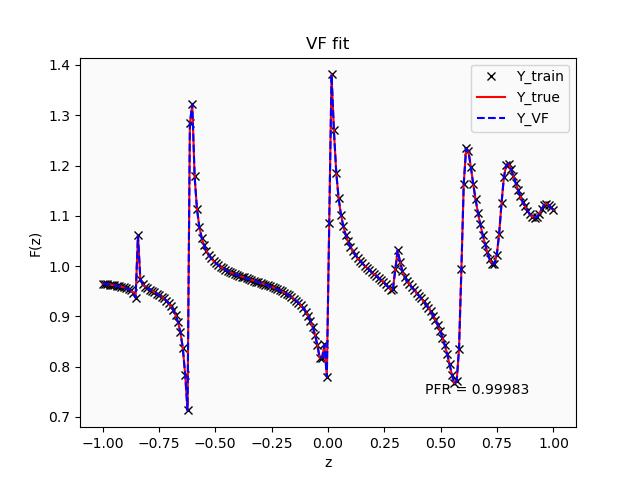 VF fit
Y_train
Y_true
Y_VF
F(z)
1.4
1.3
1.2
1.1
1.0
0.9
0.8
0.7
PFR = 0.99983
−1.00 −0.75 −0.50 −0.25 0.00 0.25 0.50 0.75 1.00
z